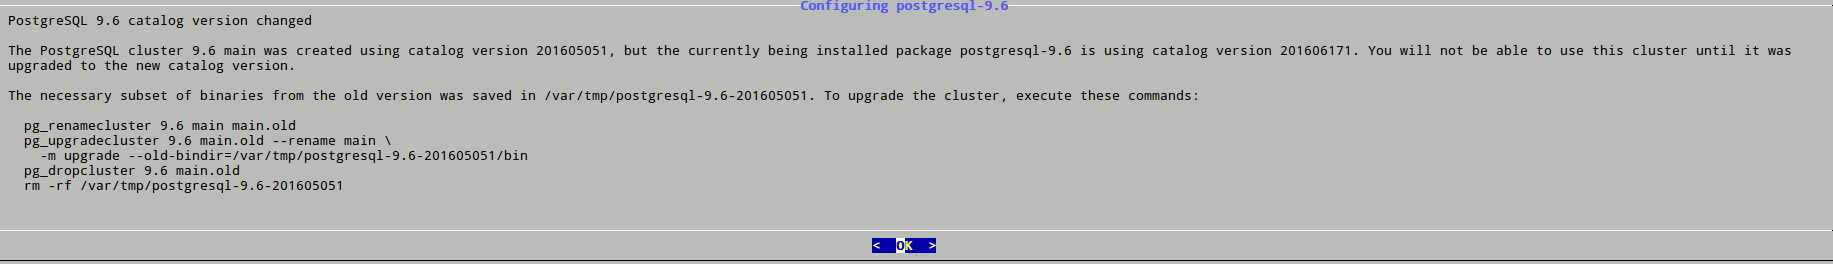 Configuring postgresql-9.6
PostgreSQL 9.6 catalog version changed
The PostgreSQL cluster 9.6 main was created using catalog version 201605051, but the currently being installed package postgresql-9.6 is using catalog version 201606171. You will not be able to use this cluster until it was
upgraded to the new catalog version.
The necessary subset of binaries from the old version was saved in /var/tmp/postgresql-9.6-201605051. To upgrade the cluster, execute these commands:
pg_renamecluster 9.6 main main.old
pg_upgradecluster 9.6 main.old --rename main \
-m upgrade --old-bindir=/var/tmp/postgresql-9.6-201605051/bin
pg_dropcluster 9.6 main.old
rm -rf /var/tmp/postgresql-9.6-201605051
< OK >